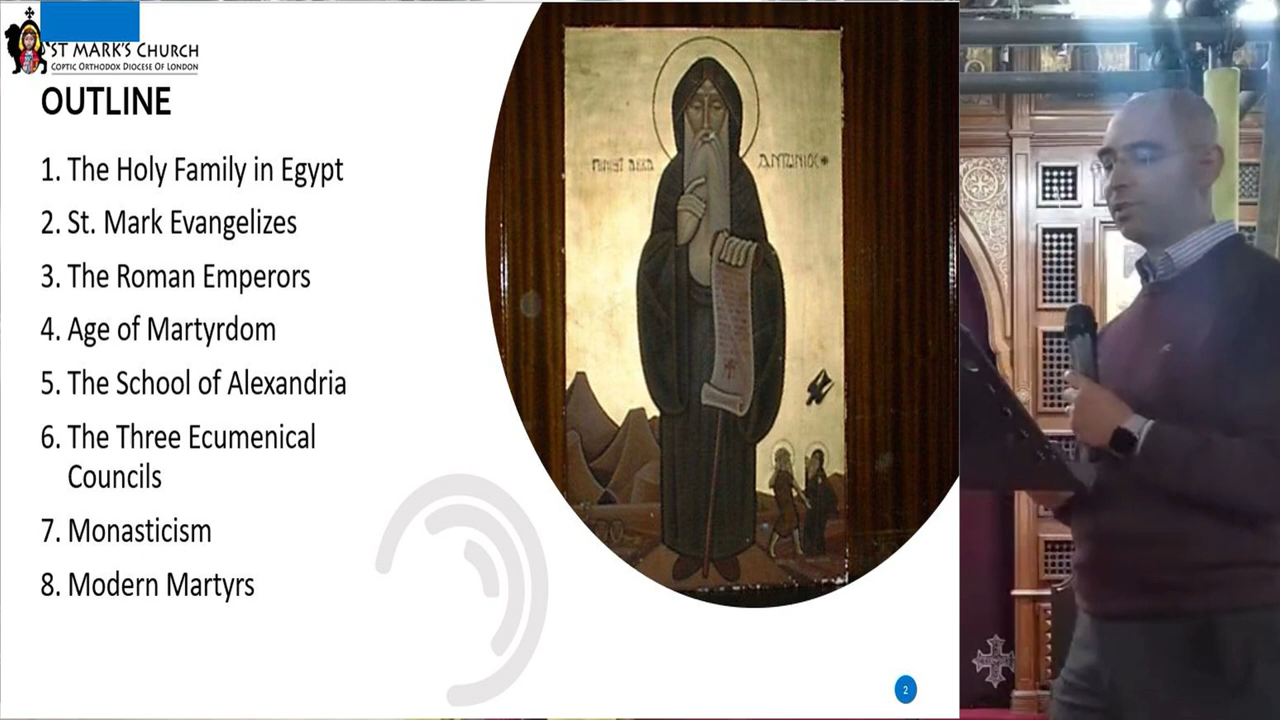 ST MARK'S CHURCH
COPTIC ORTHODOX DIOCESE OF LONDON
OUTLINE
1. The Holy Family in Egypt
2. St. Mark Evangelizes
3. The Roman Emperors
4. Age of Martyrdom
5. The School of Alexandria
6. The Three Ecumenical
Councils
7. Monasticism
8. Modern Martyrs
2